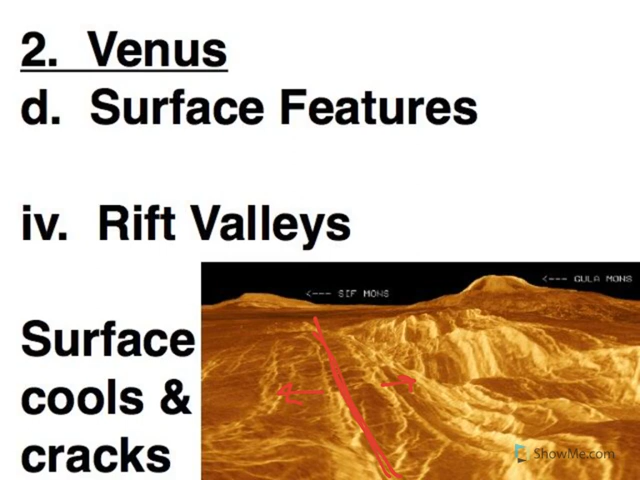 2. Venus
d. Surface Features
iv. Rift Valleys
<--- SIF MONS
<--- GULA MONS
Surface
cools &
cracks
ShowMe.com